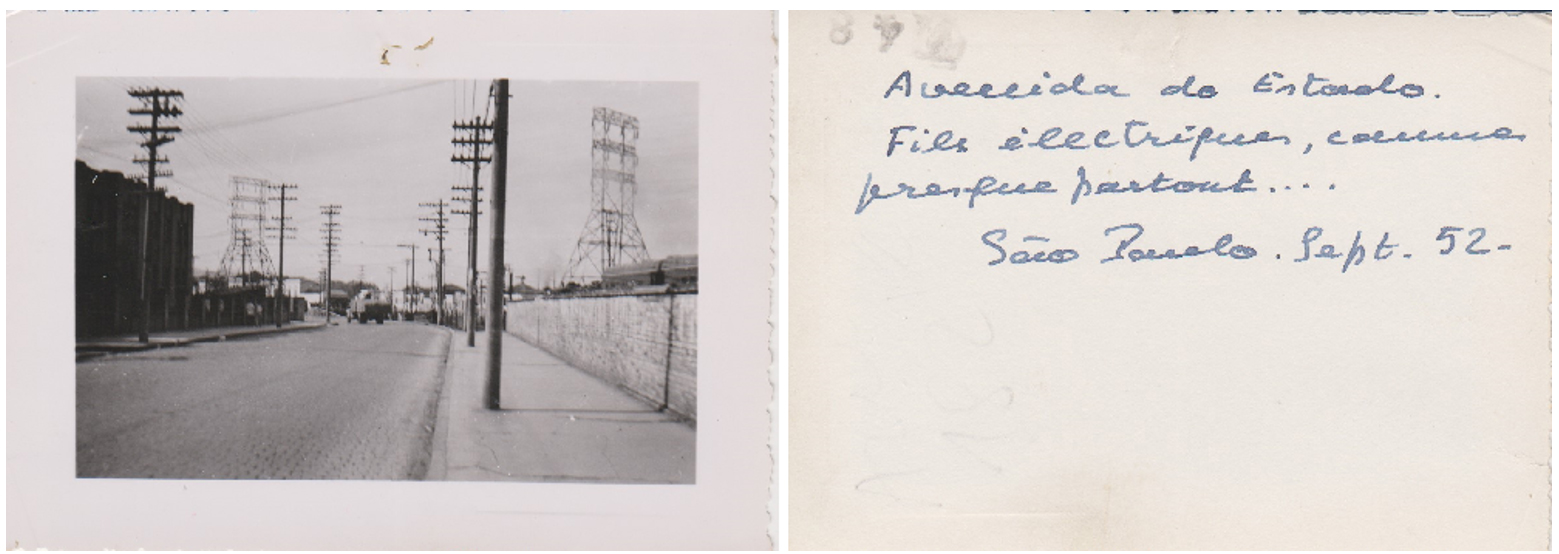 Avenida do Estado.
Fils électriques, comme
presque partout....
São Paulo. Sept. 52-